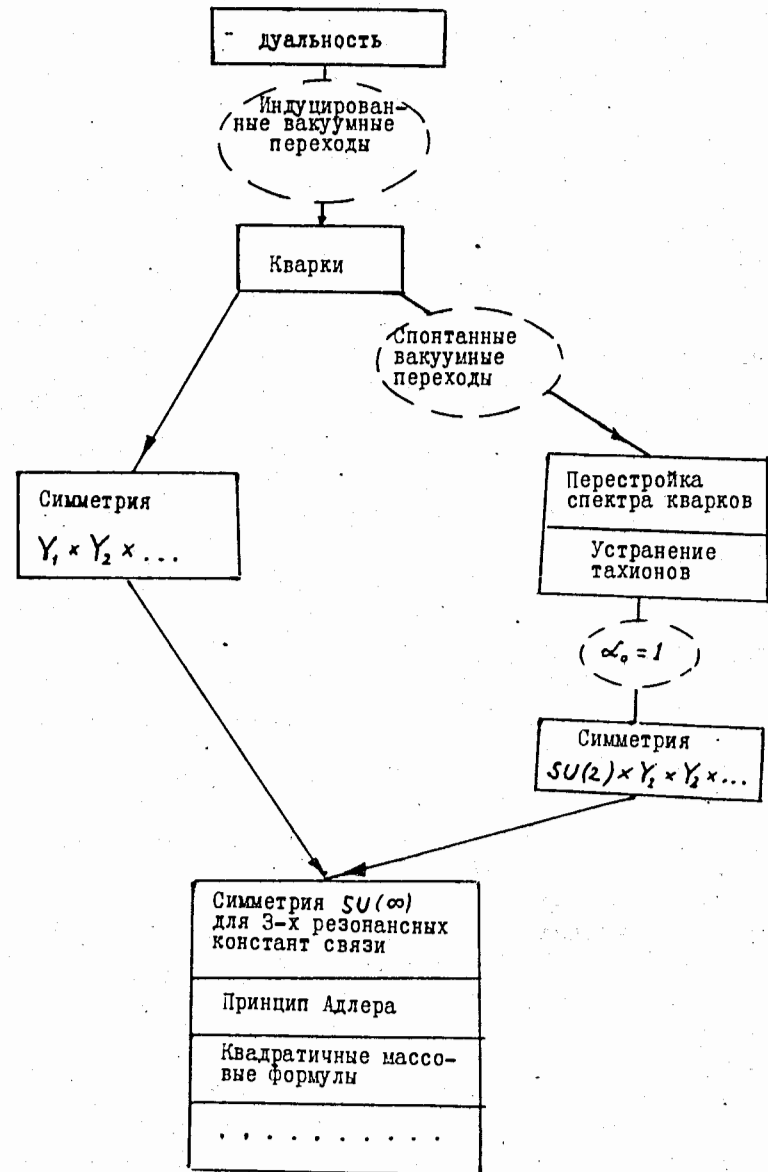 дуальность
Индуцирован-
ные вакуумные
переходы
Кварки
Спонтанные
вакуумные
переходы
Симметрия
Y₁ × Y₂ × ...
Перестройка
спектра кварков
Устранение
тахионов
α₀ = 1
Симметрия
SU(2) × Y₁ × Y₂ × ...
Симметрия SU(∞)
для 3-х резонансных
констант связи
Принцип Адлера
Квадратичные массо-
вые формулы
. . . . . . . . . .